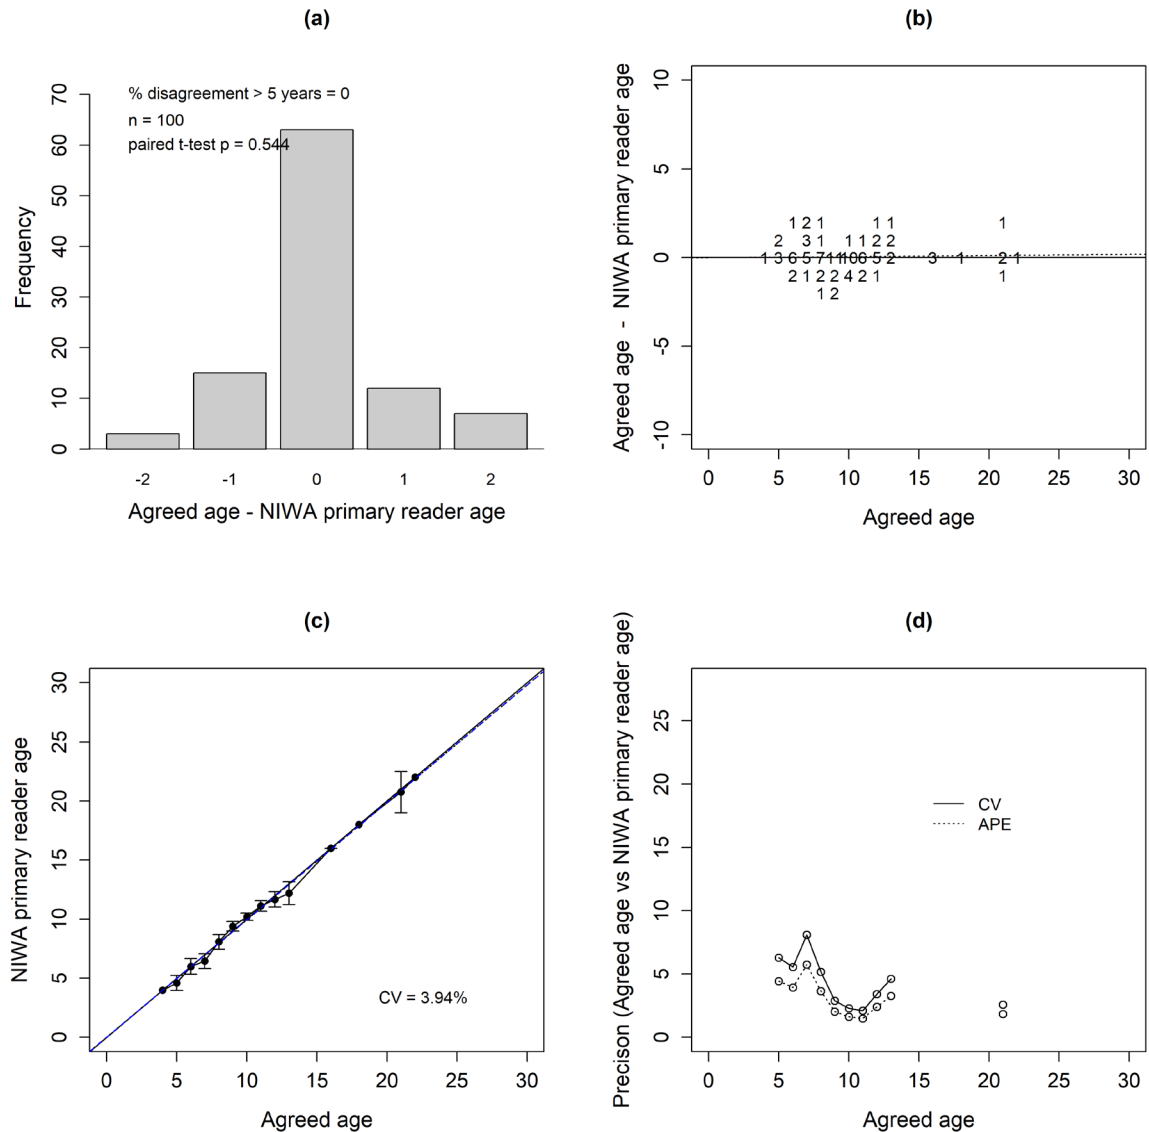 (a)
% disagreement > 5 years = 0
n = 100
paired t-test p = 0.544
70
60
50
40
30
20
10
0
Frequency
-2 -1 0 1 2
Agreed age - NIWA primary reader age
(b)
Agreed age - NIWA primary reader age
10
5
0
-5
-10
1 2 1 1 1 1
2 3 1 1 1 2 2
1 3 6 5 7 11 10 6 5 2 3 1 2 1
2 1 2 2 4 2 1 1
1 2
0 5 10 15 20 25 30
Agreed age
(c)
NIWA primary reader age
30
25
20
15
10
5
0
CV = 3.94%
0 5 10 15 20 25 30
Agreed age
(d)
Precison (Agreed age vs NIWA primary reader age)
25
20
15
10
5
0
CV
APE
0 5 10 15 20 25 30
Agreed age